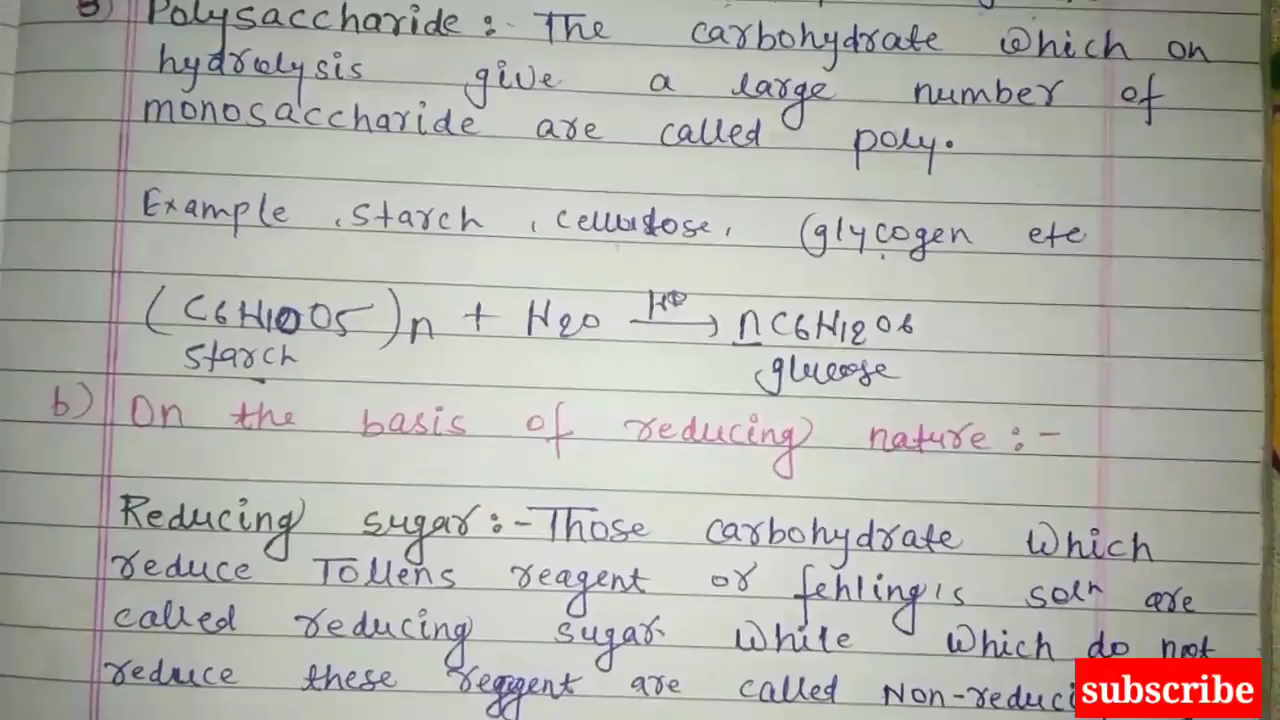 3) Polysaccharide :- The carbohydrate which on
hydrolysis give a large number of
monosaccharide are called poly.
Example , starch , cellulose , glycogen etc
(C6H10O5)n + H2O H⊕ → nC6H12O6
starch glucose
b) On the basis of reducing nature :-
Reducing sugar :- Those carbohydrate which
reduce Tollens reagent or fehling's soln are
called reducing sugar while which do not
reduce these reagent are called Non-reduci
subscribe